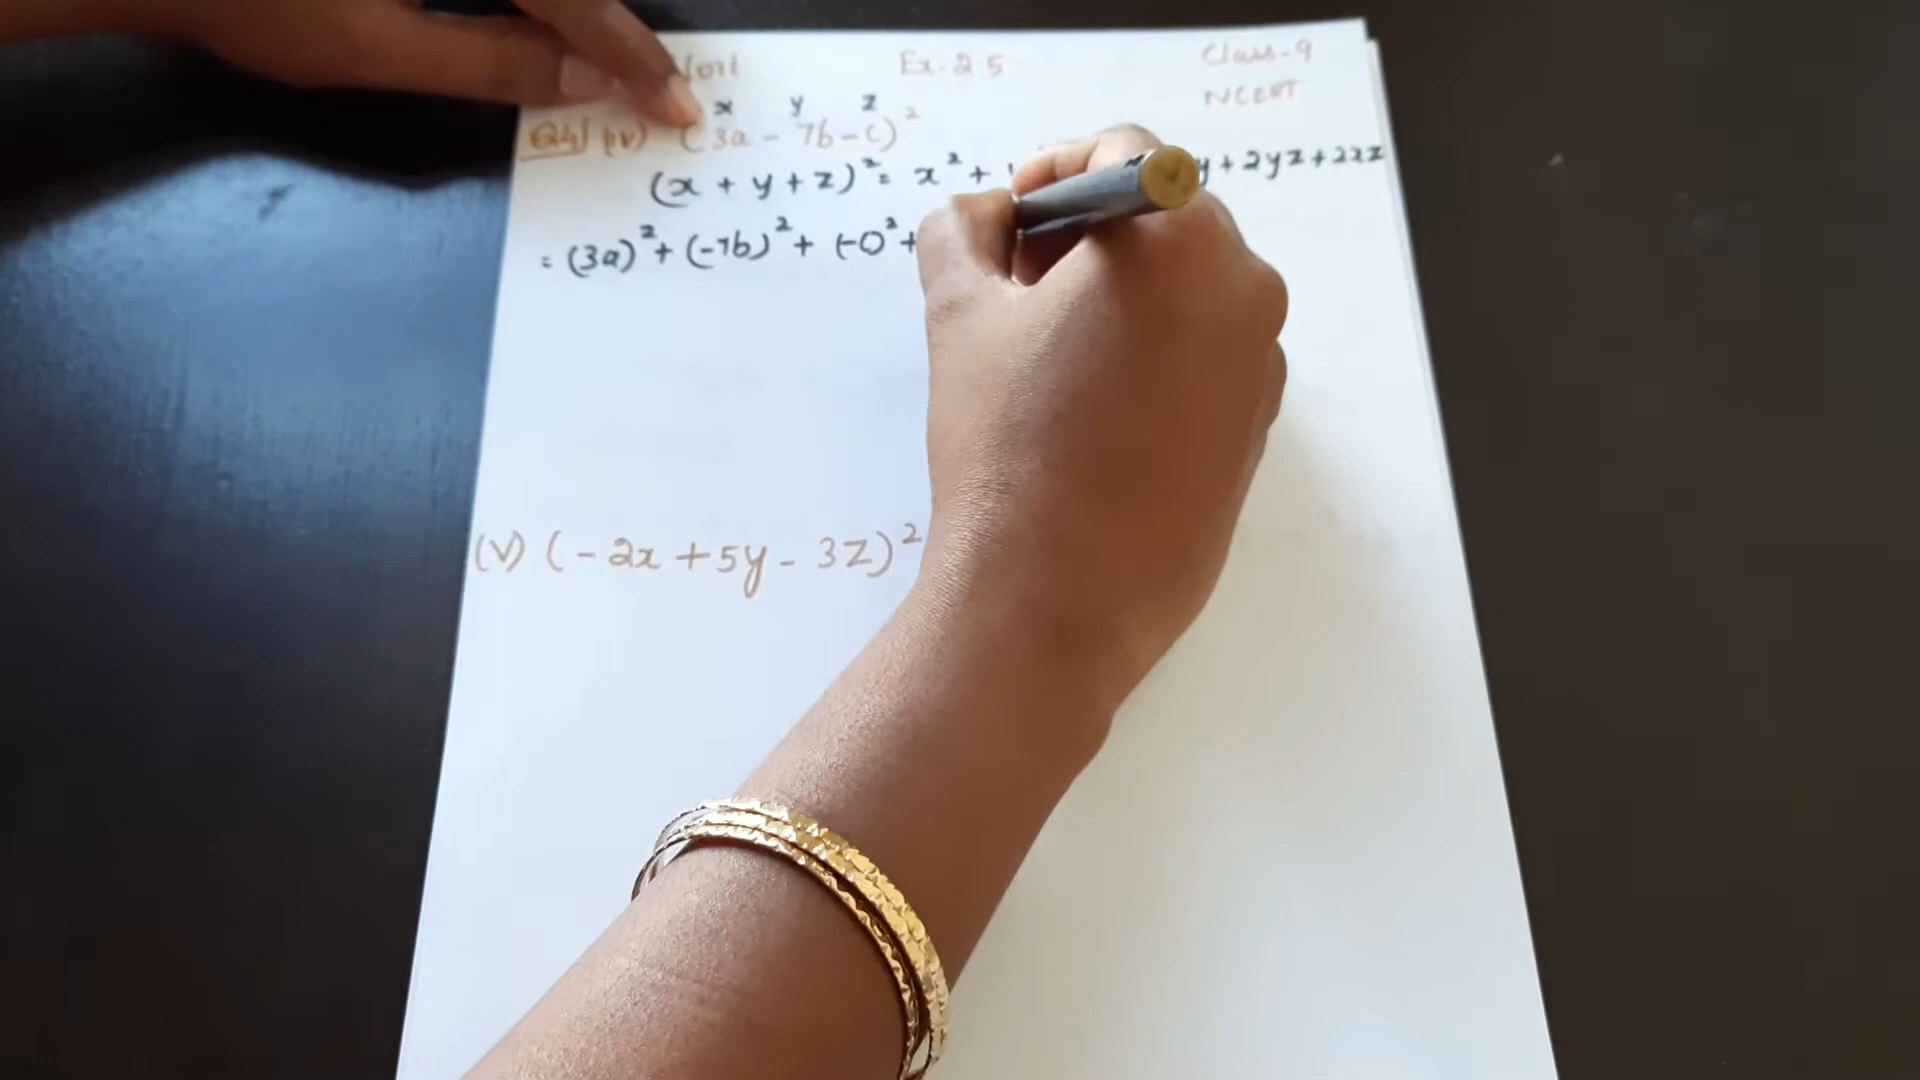 Ex-2.5 Class-9
NCERT
x y z
Q4) (iv) (3a - 7b - c)²
(x + y + z)² = x² + y + 2yz + 2xz
= (3a)² + (-7b)² + (-c)² +
(V) (-2x + 5y - 3z)²